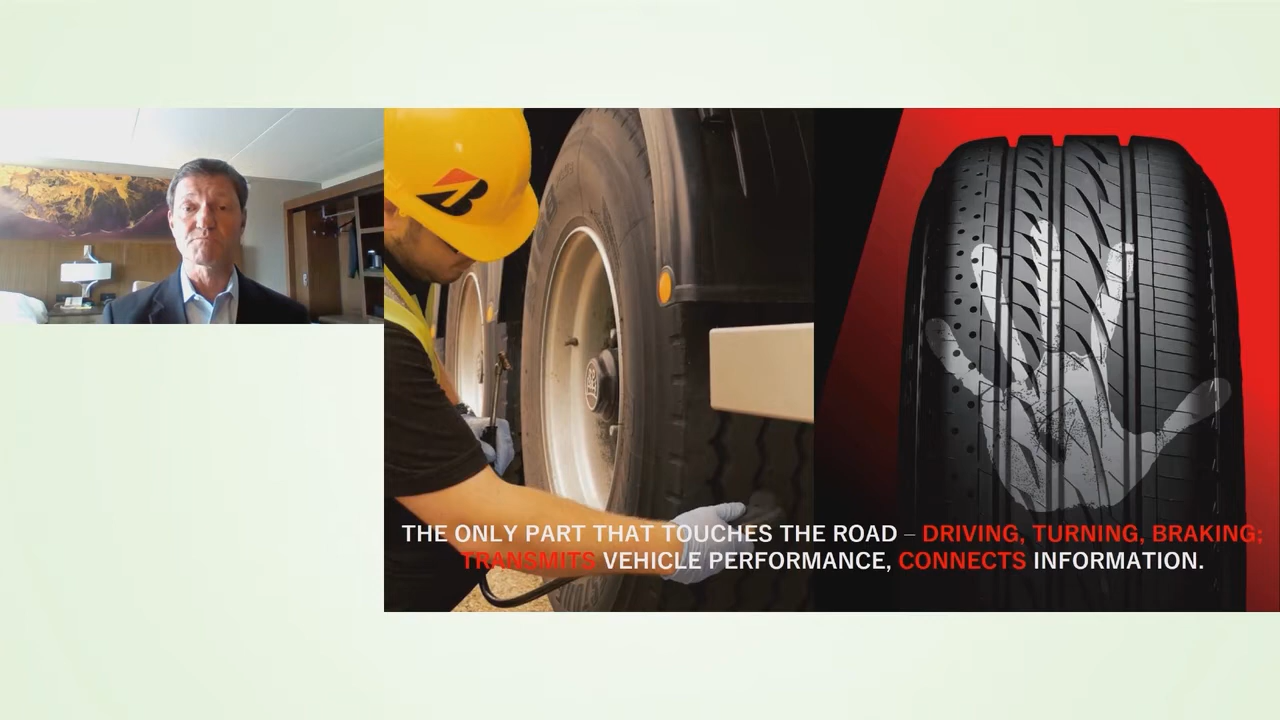 THE ONLY PART THAT TOUCHES THE ROAD – DRIVING, TURNING, BRAKING;
TRANSMITS VEHICLE PERFORMANCE, CONNECTS INFORMATION.